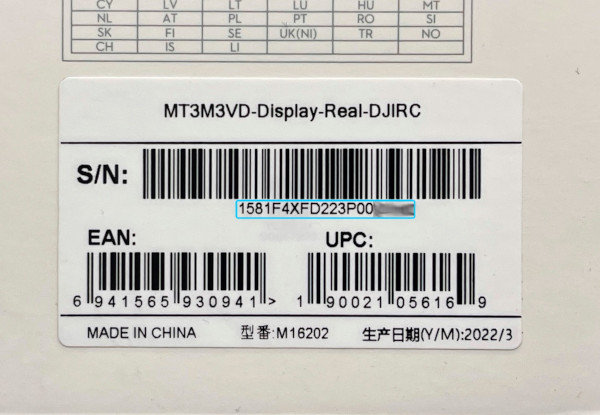 CY LV LT LU HU MT
NL AT PL PT RO SI
SK FI SE UK(NI) TR NO
CH IS LI
MT3M3VD-Display-Real-DJIRC
S/N:
1581F4XFD223P00
EAN: UPC:
6 941565 930941 > 1 90021 05616 9
MADE IN CHINA 型番:M16202 生产日期(Y/M):2022/3